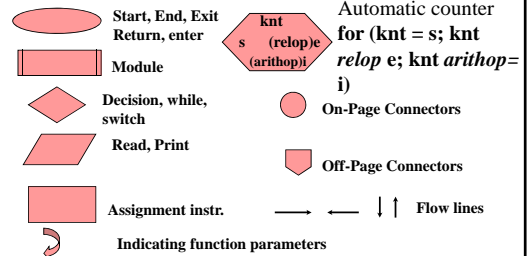 Start, End, Exit
Return, enter
Module
Decision, while,
switch
Read, Print
Assignment instr.
Indicating function parameters
knt
s (relop)e
(arithop)i
Automatic counter
for (knt = s; knt
relop e; knt arithop=
i)
On-Page Connectors
Off-Page Connectors
Flow lines